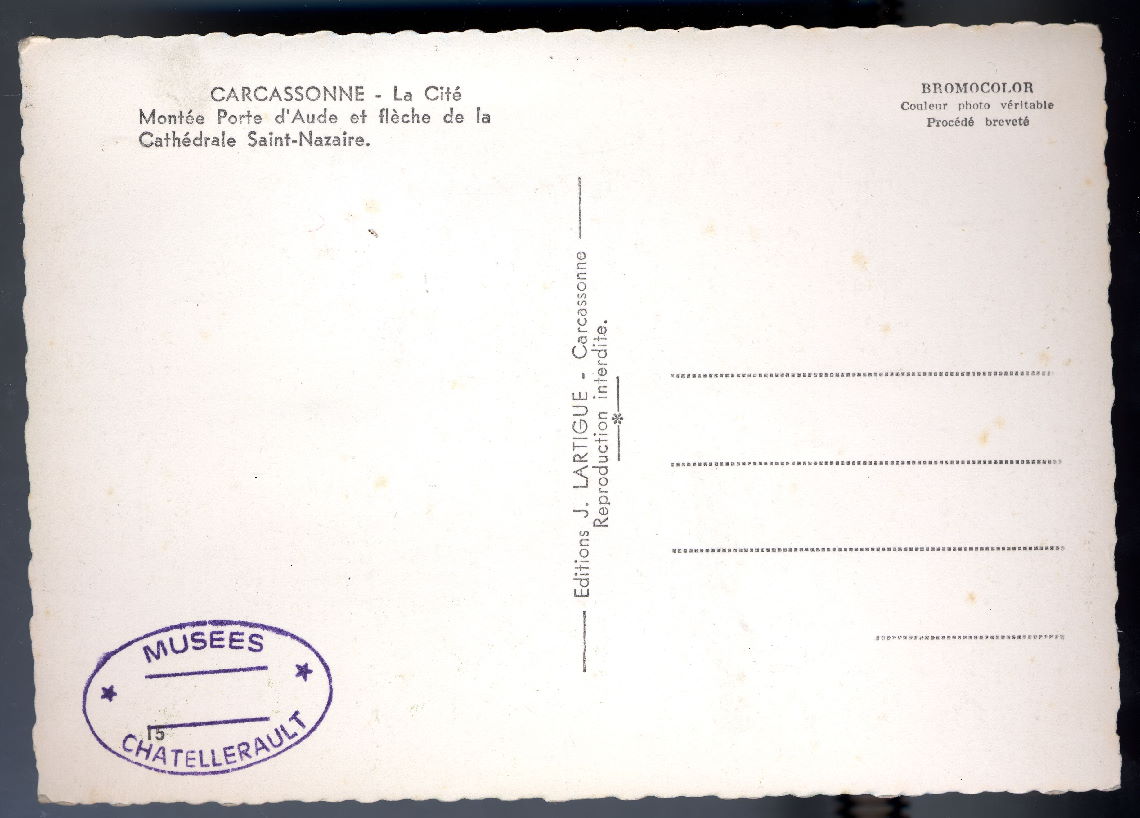 CARCASSONNE - La Cité
Montée Porte d'Aude et flèche de la
Cathédrale Saint-Nazaire.
BROMOCOLOR
Couleur photo véritable
Procédé breveté
Editions J. LARTIGUE - Carcassonne
Reproduction interdite.
MUSEES
15
CHATELLERAULT